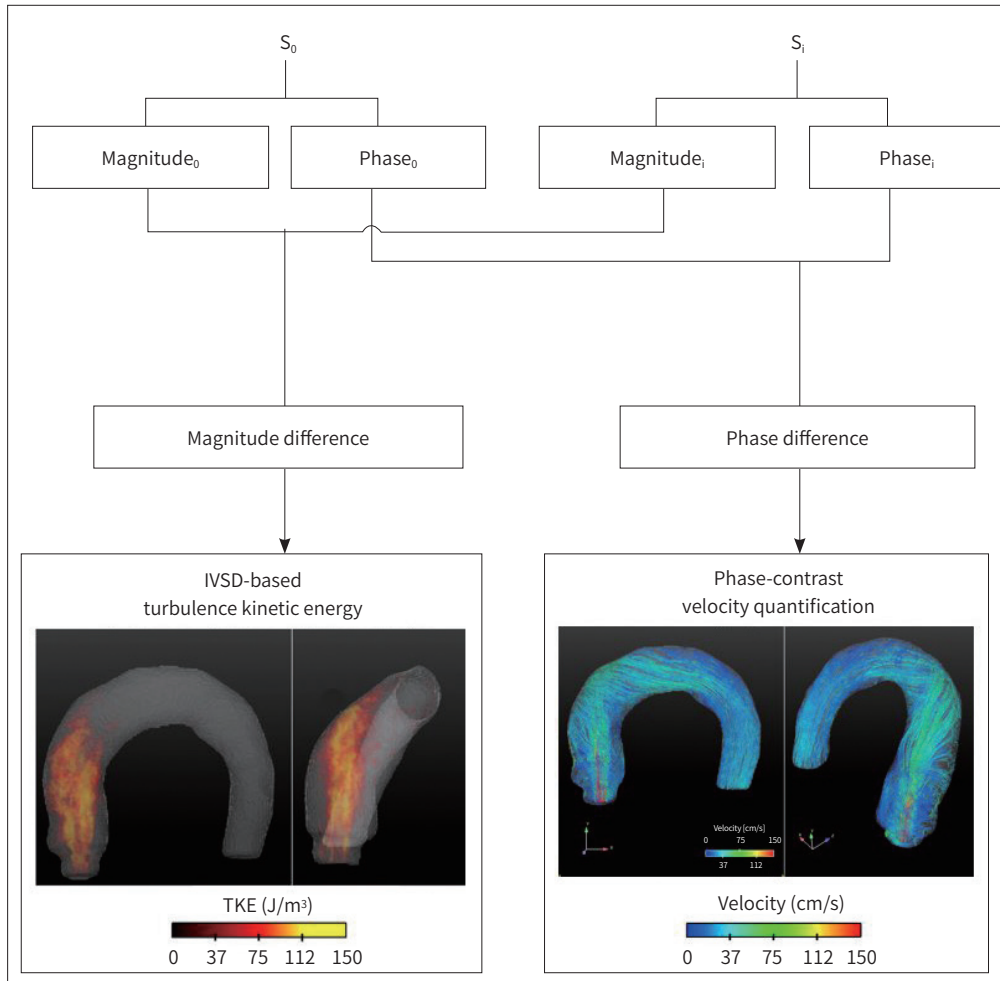 S₀
Sᵢ
Magnitude₀
Phase₀
Magnitudeᵢ
Phaseᵢ
Magnitude difference
Phase difference
IVSD-based
turbulence kinetic energy
TKE (J/m³)
0 37 75 112 150
Phase-contrast
velocity quantification
Velocity [cm/s]
0 75 150
37 112
Velocity (cm/s)
0 37 75 112 150